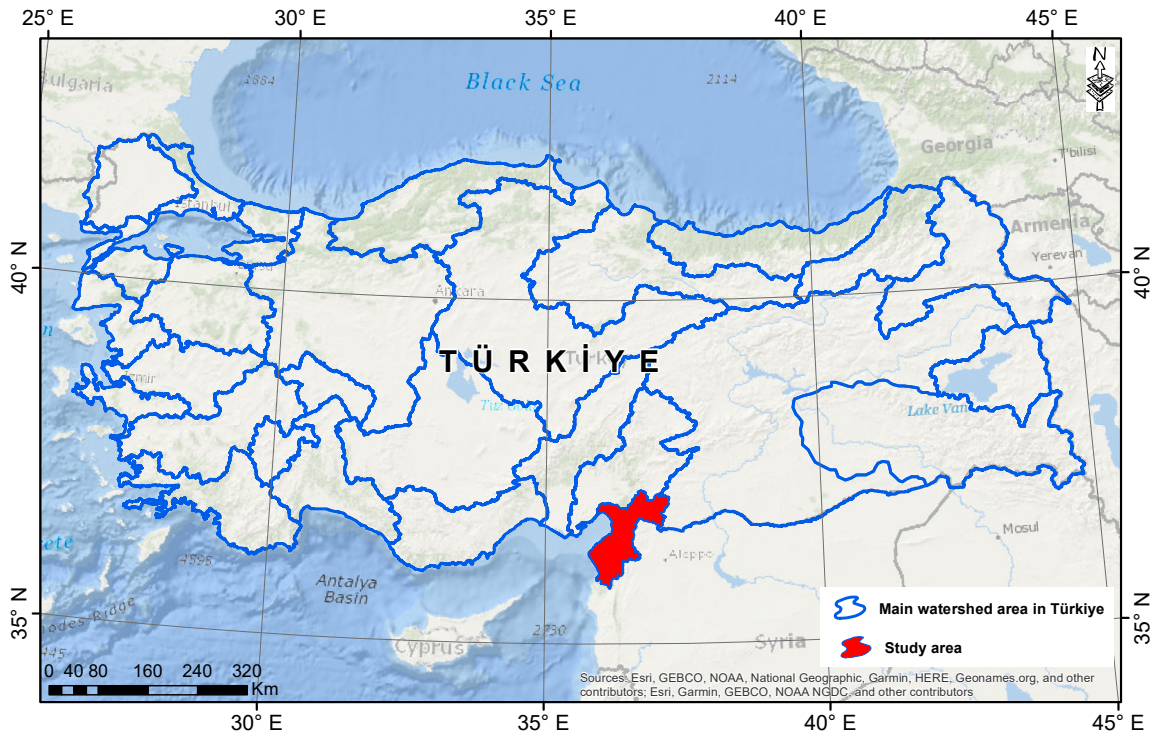 25° E 30° E 35° E 40° E 45° E
N
Black Sea
1884
2114
Bulgaria
Georgia
T'bilisi
Istanbul
Armenia
Yerevan
40° N
40° N
Ankara
TÜRKİYE
Izmir
Lake Van
Mosul
Aleppo
4595
Antalya
Basin
35° N
35° N
2730
Cyprus
Syria
Main watershed area in Türkiye
Study area
0 40 80 160 240 320
Km
Sources: Esri, GEBCO, NOAA, National Geographic, Garmin, HERE, Geonames.org, and other
contributors; Esri, Garmin, GEBCO, NOAA NGDC, and other contributors
30° E 35° E 40° E 45° E